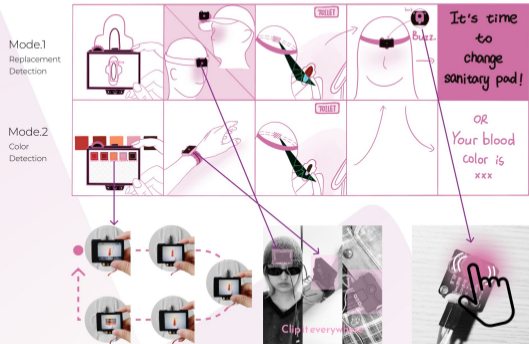 Mode.1
Replacement
Detection
TOILET
Buzz.
It's time
to
change
sanitary pad!
Mode.2
Color
Detection
TOILET
OR
Your blood
color is
xxx
Clip it everywhere